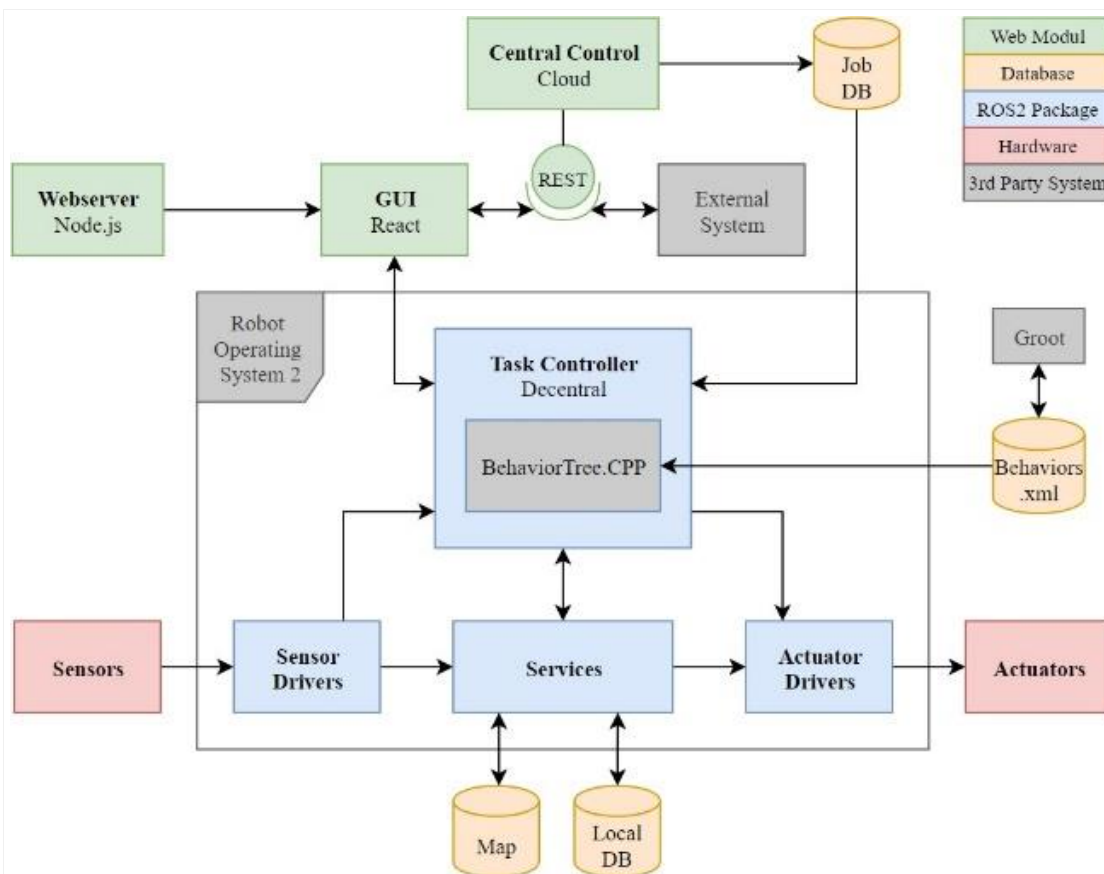 Central Control
Cloud
Job
DB
Web Modul
Database
ROS2 Package
Hardware
3rd Party System
Webserver
Node.js
GUI
React
REST
External
System
Robot
Operating
System 2
Task Controller
Decentral
BehaviorTree.CPP
Groot
Behaviors
.xml
Sensors
Sensor
Drivers
Services
Actuator
Drivers
Actuators
Map
Local
DB